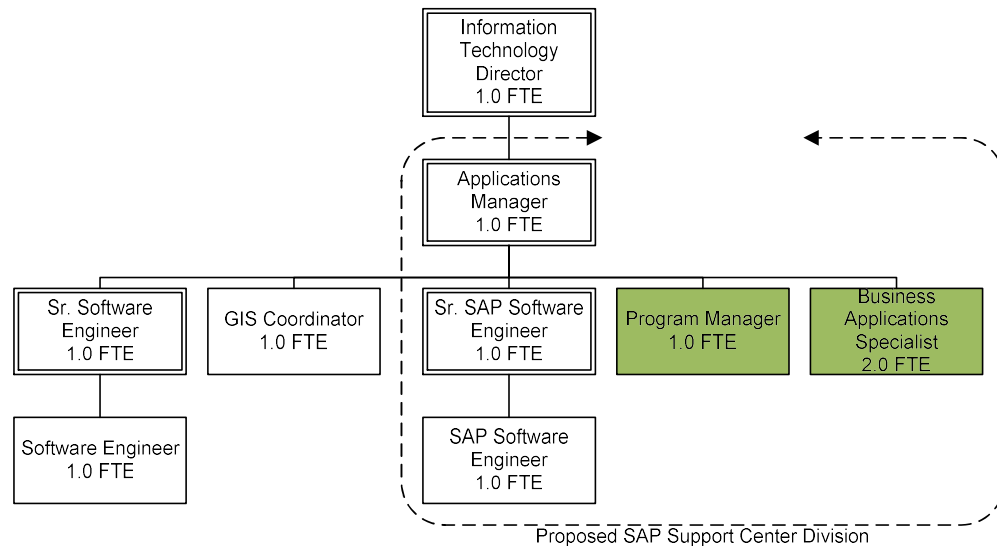 Information
Technology
Director
1.0 FTE
Applications
Manager
1.0 FTE
Sr. Software
Engineer
1.0 FTE
GIS Coordinator
1.0 FTE
Sr. SAP Software
Engineer
1.0 FTE
Program Manager
1.0 FTE
Business
Applications
Specialist
2.0 FTE
Software Engineer
1.0 FTE
SAP Software
Engineer
1.0 FTE
Proposed SAP Support Center Division